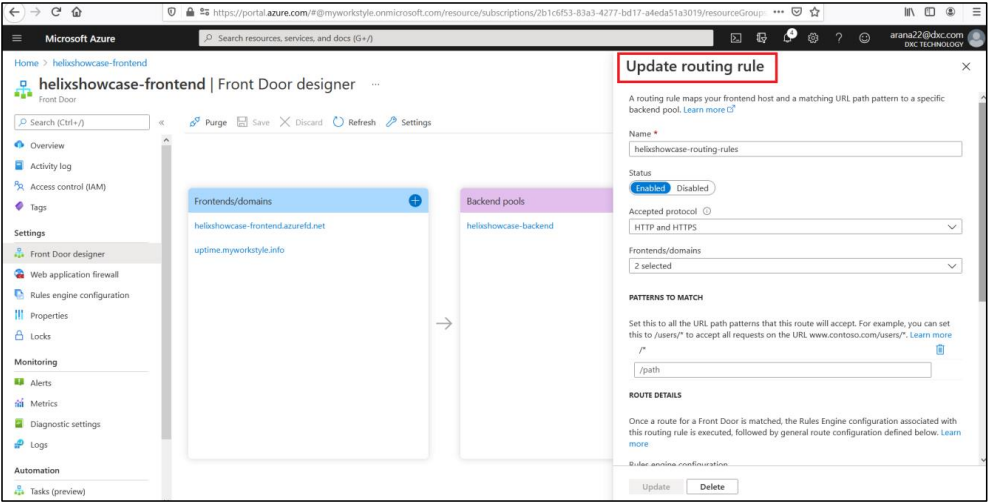 https://portal.azure.com/#@myworkstyle.onmicrosoft.com/resource/subscriptions/2b1c6f53-83a3-4277-bd17-a4eda51a3019/resourceGroup
Microsoft Azure
Search resources, services, and docs (G+/)
4
arana22@dxc.com
DXC TECHNOLOGY
Home > helixshowcase-frontend
helixshowcase-frontend | Front Door designer ...
Front Door
Search (Ctrl+/)
«
Purge Save Discard Refresh Settings
Overview
Activity log
Access control (IAM)
Tags
Settings
Front Door designer
Web application firewall
Rules engine configuration
Properties
Locks
Monitoring
Alerts
Metrics
Diagnostic settings
Logs
Automation
Tasks (preview)
Frontends/domains
helixshowcase-frontend.azurefd.net
uptime.myworkstyle.info
Backend pools
helixshowcase-backend
Update routing rule
A routing rule maps your frontend host and a matching URL path pattern to a specific
backend pool. Learn more
Name *
helixshowcase-routing-rules
Status
Enabled Disabled
Accepted protocol
HTTP and HTTPS
Frontends/domains
2 selected
PATTERNS TO MATCH
Set this to all the URL path patterns that this route will accept. For example, you can set
this to /users/* to accept all requests on the URL www.contoso.com/users/*. Learn more
/*
/path
ROUTE DETAILS
Once a route for a Front Door is matched, the Rules Engine configuration associated with
this routing rule is executed, followed by general route configuration defined below. Learn
more
Rules engine configuration
Update Delete